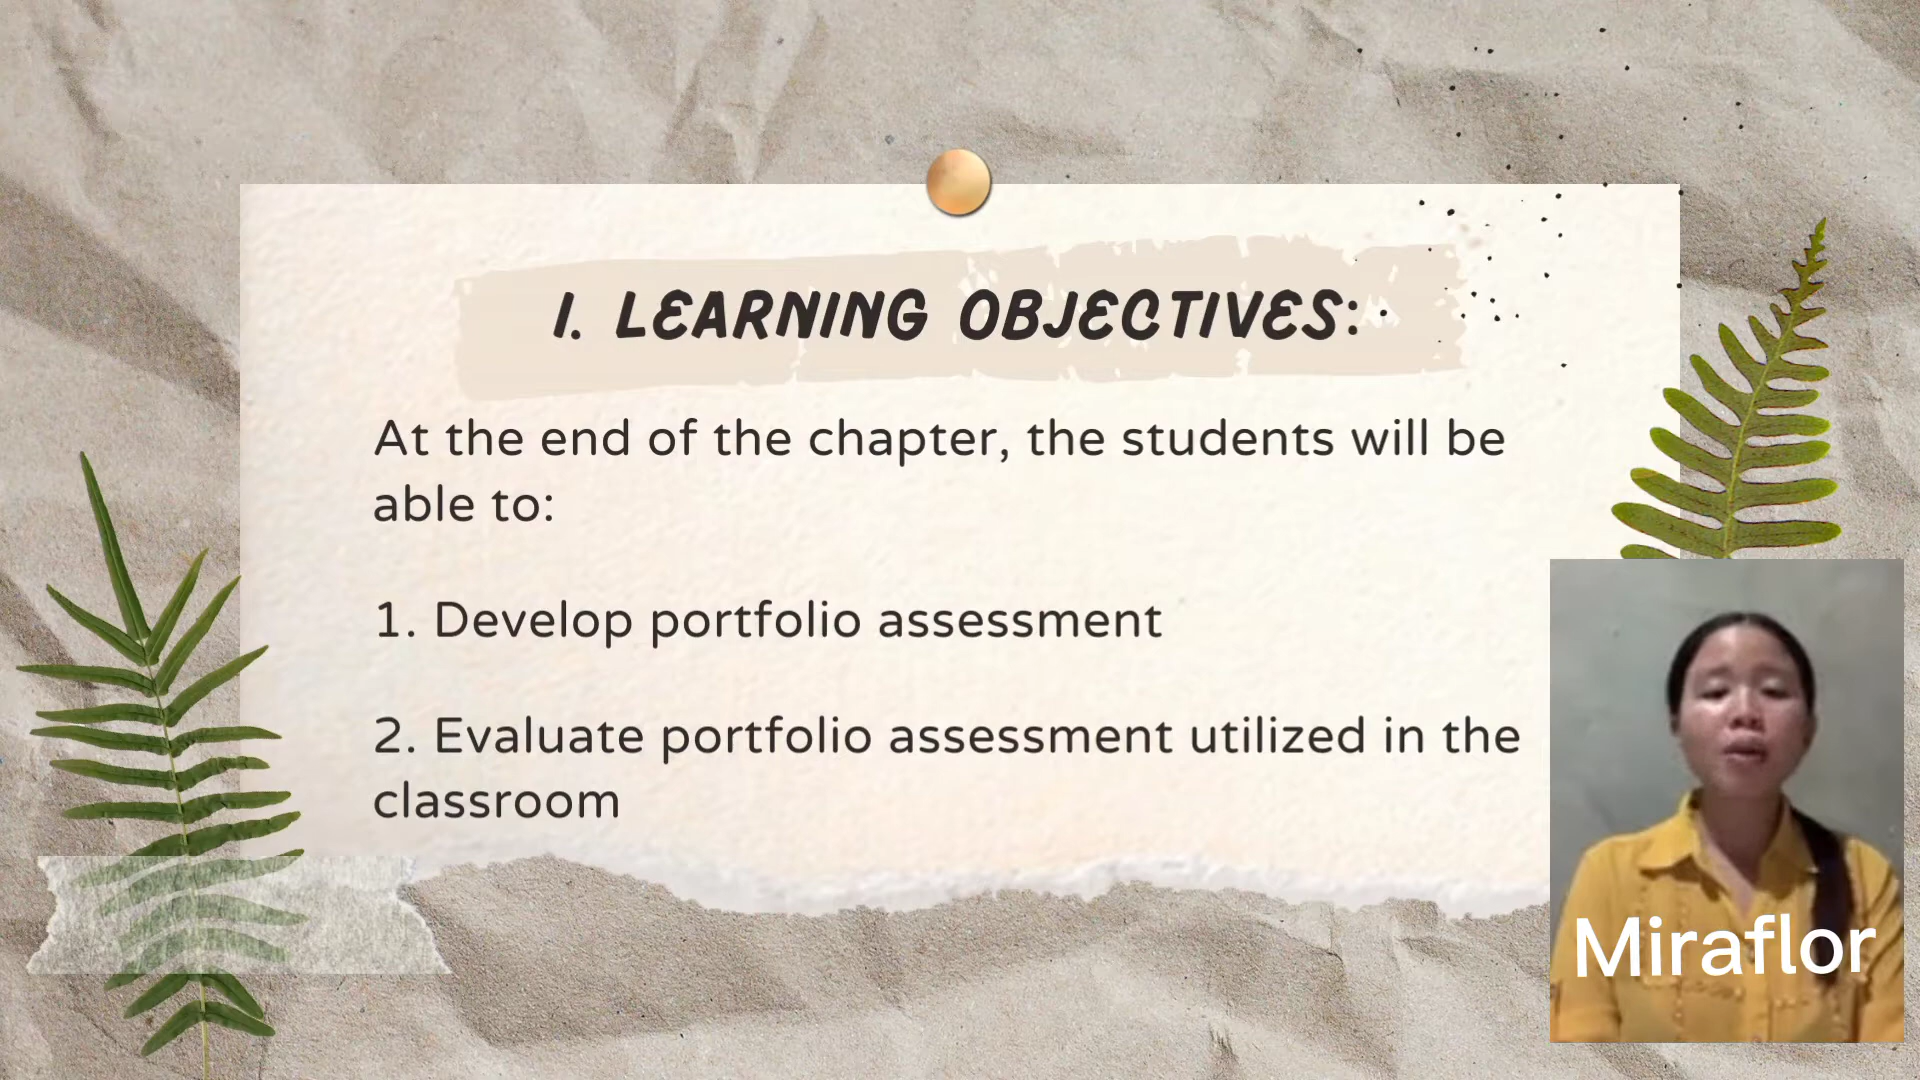 I. LEARNING OBJECTIVES:
At the end of the chapter, the students will be
able to:
1. Develop portfolio assessment
2. Evaluate portfolio assessment utilized in the
classroom
Miraflor